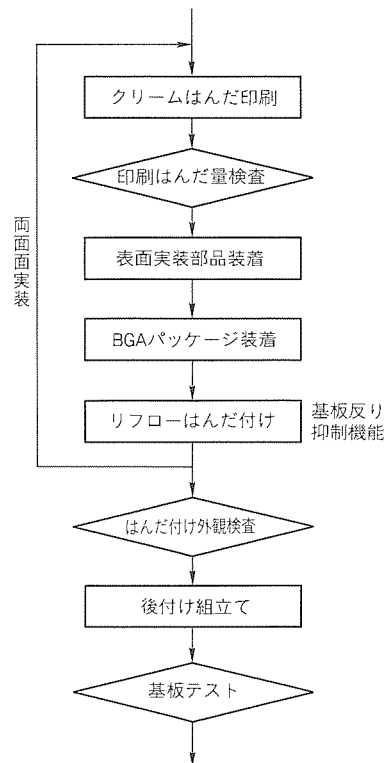 クリームはんだ印刷
印刷はんだ量検査
両面面実装
表面実装部品装着
BGAパッケージ装着
リフローはんだ付け
基板反り
抑制機能
はんだ付け外観検査
後付け組立て
基板テスト